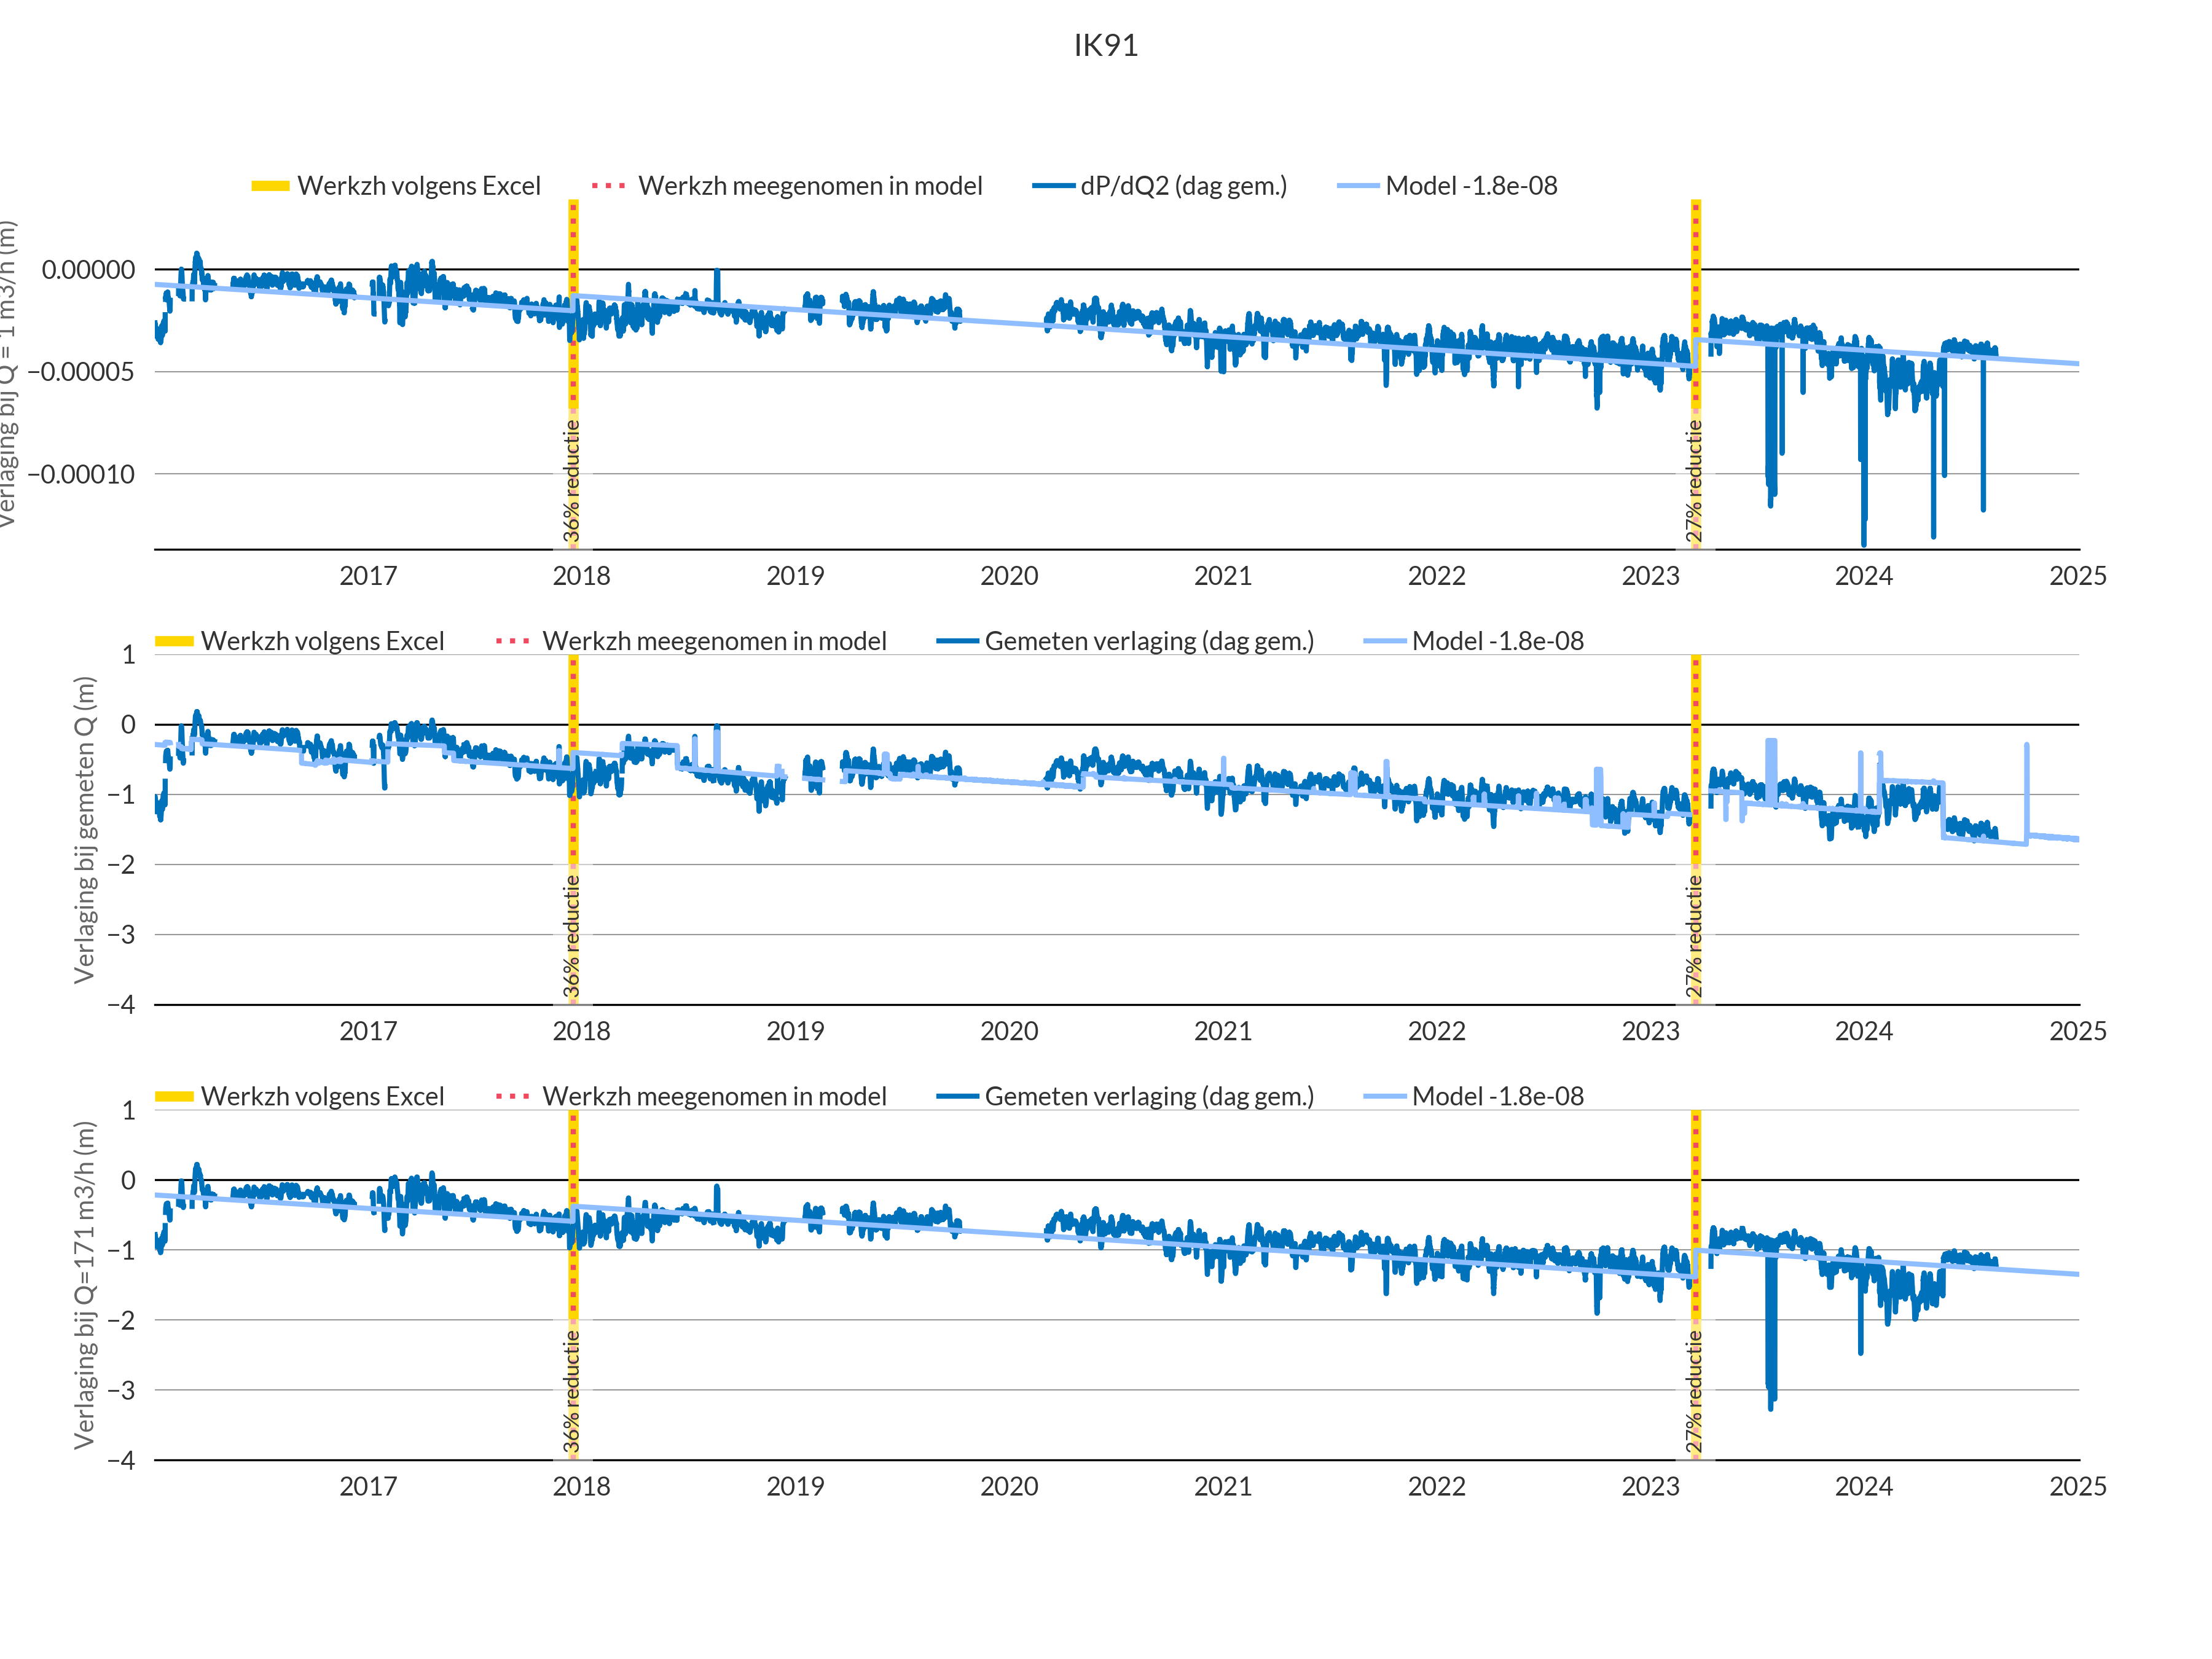 IK91
Werkzh volgens Excel Werkzh meegenomen in model dP/dQ2 (dag gem.) Model -1.8e-08
Verlaging bij Q = 1 m3/h (m)
0.00000
−0.00005
−0.00010
36% reductie
27% reductie
2017 2018 2019 2020 2021 2022 2023 2024 2025
Werkzh volgens Excel Werkzh meegenomen in model Gemeten verlaging (dag gem.) Model -1.8e-08
Verlaging bij gemeten Q (m)
1
0
−1
−2
−3
−4
36% reductie
27% reductie
2017 2018 2019 2020 2021 2022 2023 2024 2025
Werkzh volgens Excel Werkzh meegenomen in model Gemeten verlaging (dag gem.) Model -1.8e-08
Verlaging bij Q=171 m3/h (m)
1
0
−1
−2
−3
−4
36% reductie
27% reductie
2017 2018 2019 2020 2021 2022 2023 2024 2025